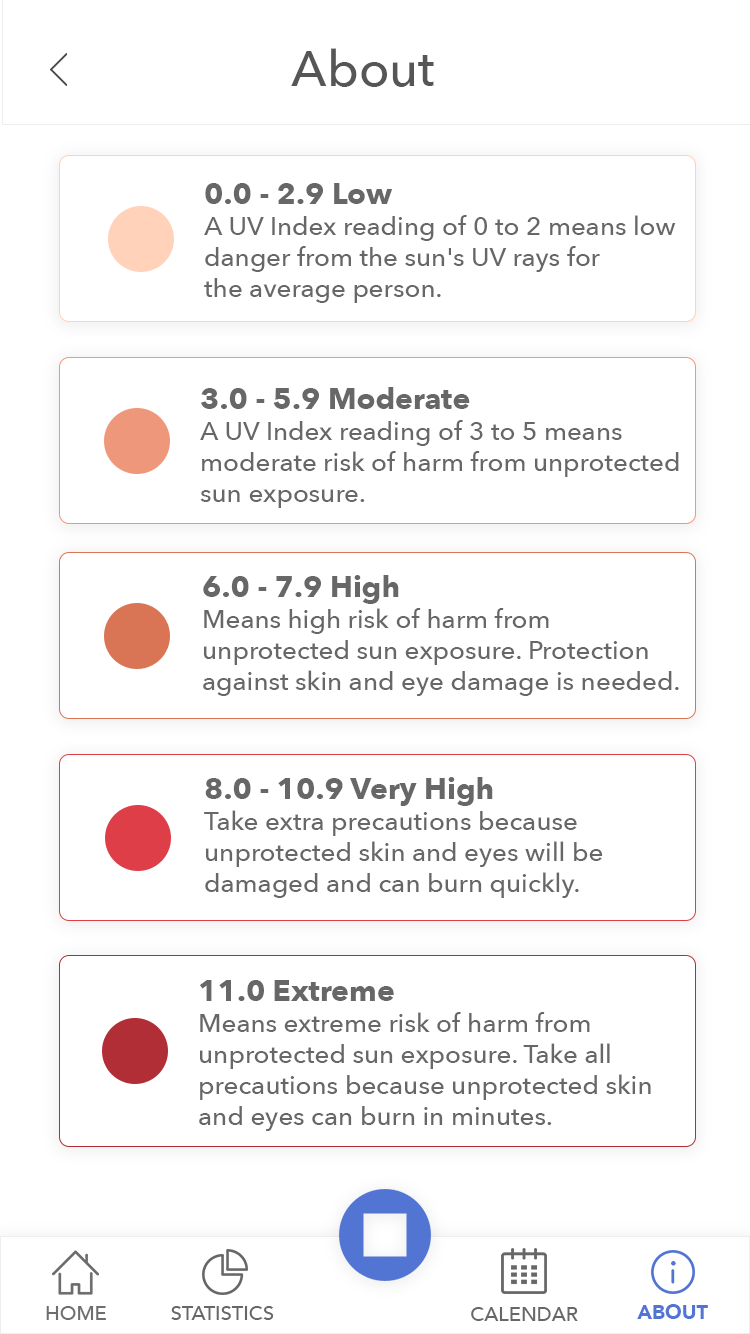 About
0.0 - 2.9 Low
A UV Index reading of 0 to 2 means low
danger from the sun's UV rays for
the average person.
3.0 - 5.9 Moderate
A UV Index reading of 3 to 5 means
moderate risk of harm from unprotected
sun exposure.
6.0 - 7.9 High
Means high risk of harm from
unprotected sun exposure. Protection
against skin and eye damage is needed.
8.0 - 10.9 Very High
Take extra precautions because
unprotected skin and eyes will be
damaged and can burn quickly.
11.0 Extreme
Means extreme risk of harm from
unprotected sun exposure. Take all
precautions because unprotected skin
and eyes can burn in minutes.
HOME
STATISTICS
CALENDAR
ABOUT